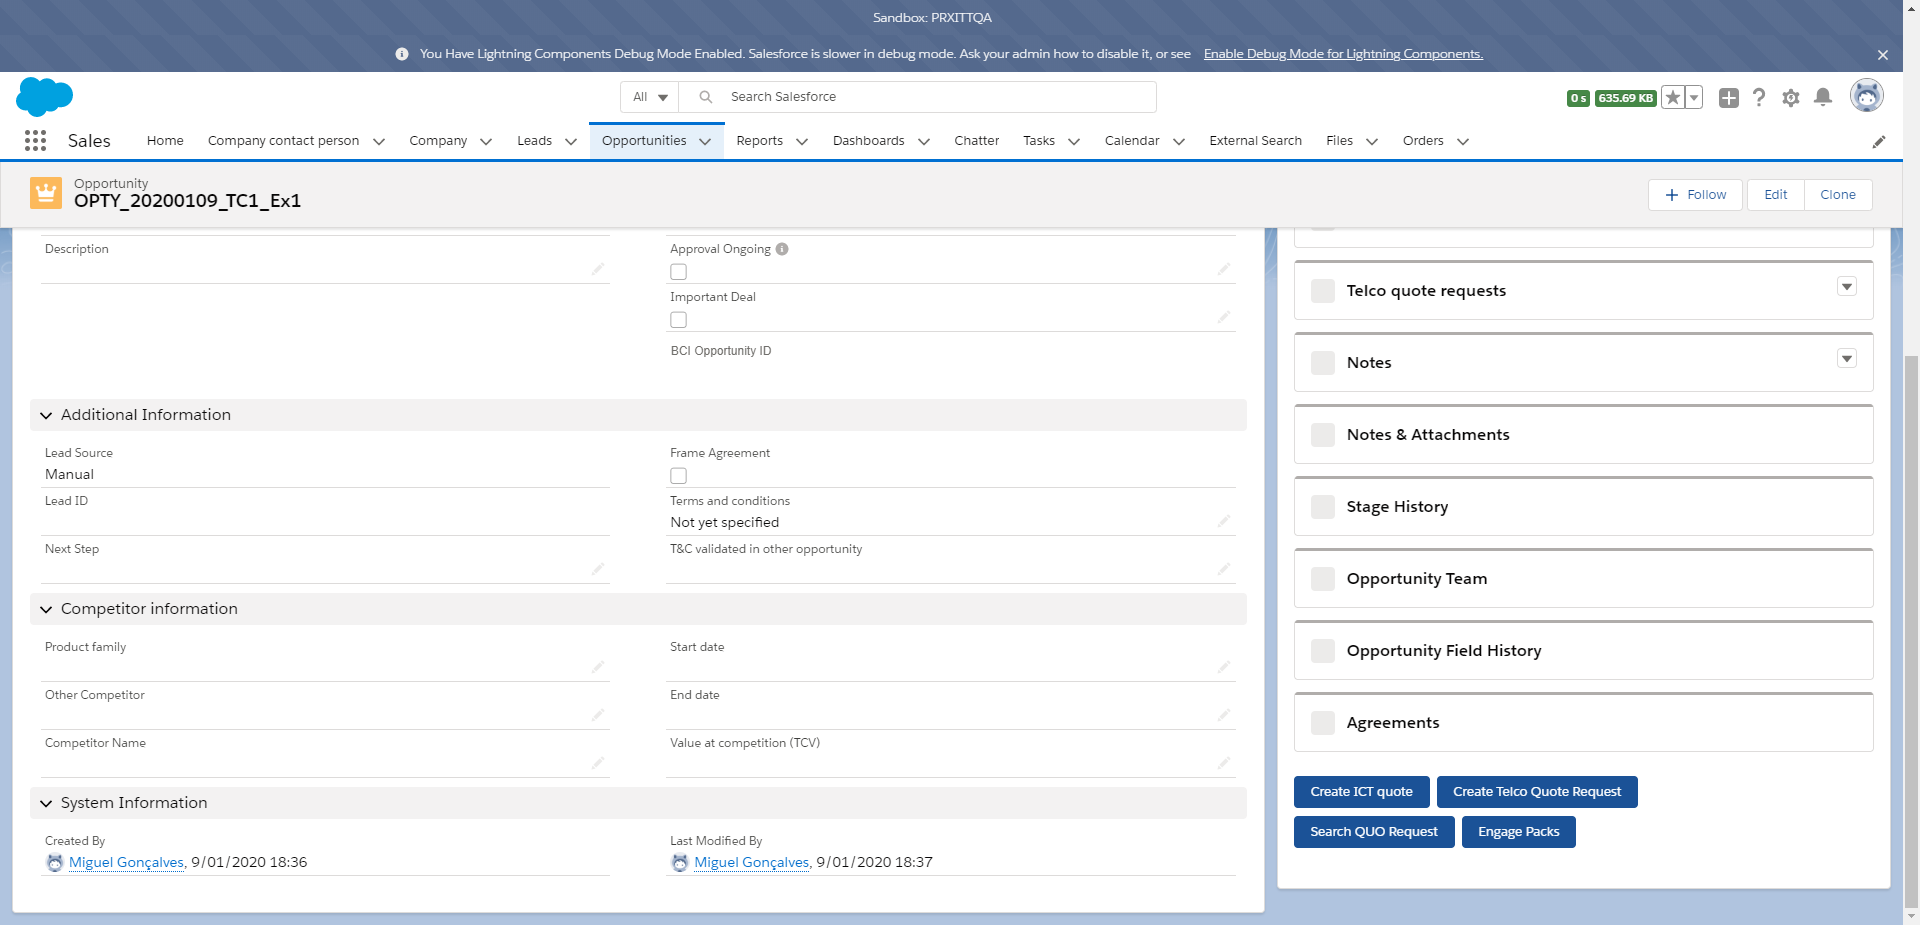 Sandbox: PRXITTQA
You Have Lightning Components Debug Mode Enabled. Salesforce is slower in debug mode. Ask your admin how to disable it, or see Enable Debug Mode for Lightning Components.
All Search Salesforce 0 s 635.69 KB
Sales Home Company contact person Company Leads Opportunities Reports Dashboards Chatter Tasks Calendar External Search Files Orders
Opportunity
OPTY_20200109_TC1_Ex1
Follow Edit Clone
Description
Approval Ongoing
Important Deal
BCI Opportunity ID
Additional Information
Lead Source
Manual
Frame Agreement
Lead ID
Terms and conditions
Not yet specified
Next Step
T&C validated in other opportunity
Competitor information
Product family
Start date
Other Competitor
End date
Competitor Name
Value at competition (TCV)
System Information
Created By
Miguel Gonçalves, 9/01/2020 18:36
Last Modified By
Miguel Gonçalves, 9/01/2020 18:37
Telco quote requests
Notes
Notes & Attachments
Stage History
Opportunity Team
Opportunity Field History
Agreements
Create ICT quote Create Telco Quote Request
Search QUO Request Engage Packs